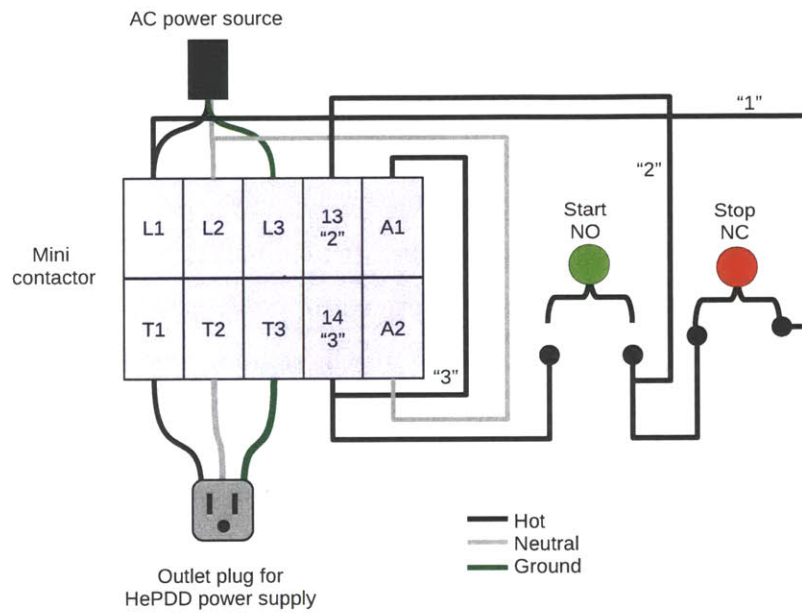 AC power source
“1”
“2”
L1 L2 L3 13 A1
“2”
Start Stop
NO NC
Mini
contactor
T1 T2 T3 14 A2
“3”
“3”
Hot
Neutral
Ground
Outlet plug for
HePDD power supply